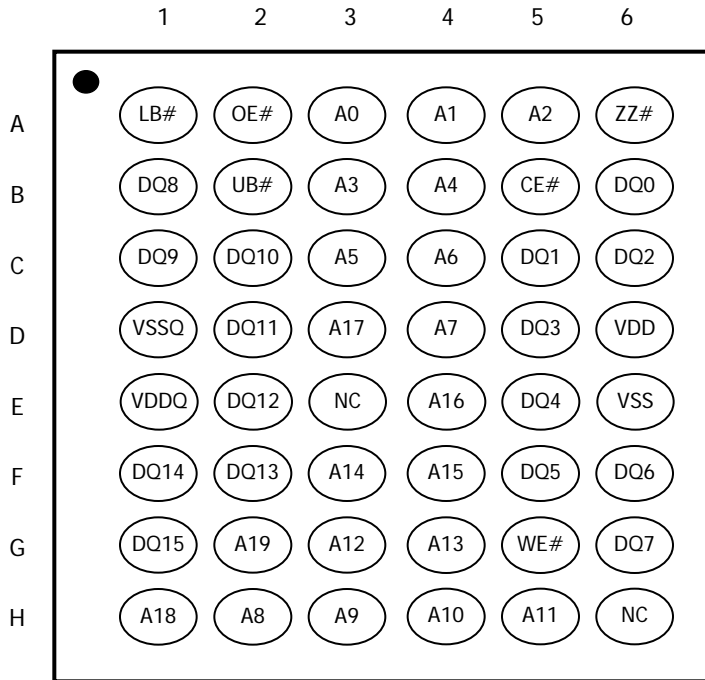 1 2 3 4 5 6
A LB# OE# A0 A1 A2 ZZ#
B DQ8 UB# A3 A4 CE# DQ0
C DQ9 DQ10 A5 A6 DQ1 DQ2
D VSSQ DQ11 A17 A7 DQ3 VDD
E VDDQ DQ12 NC A16 DQ4 VSS
F DQ14 DQ13 A14 A15 DQ5 DQ6
G DQ15 A19 A12 A13 WE# DQ7
H A18 A8 A9 A10 A11 NC